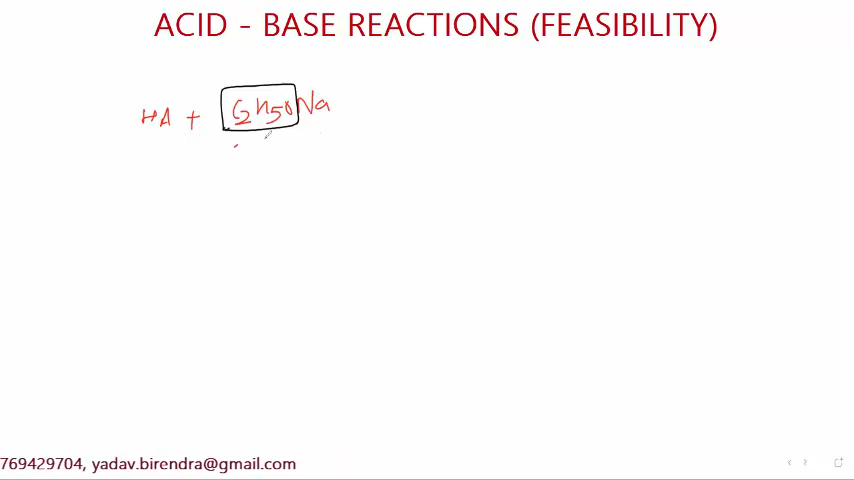 ACID - BASE REACTIONS (FEASIBILITY)
HA + C2H5ONa
769429704, yadav.birendra@gmail.com